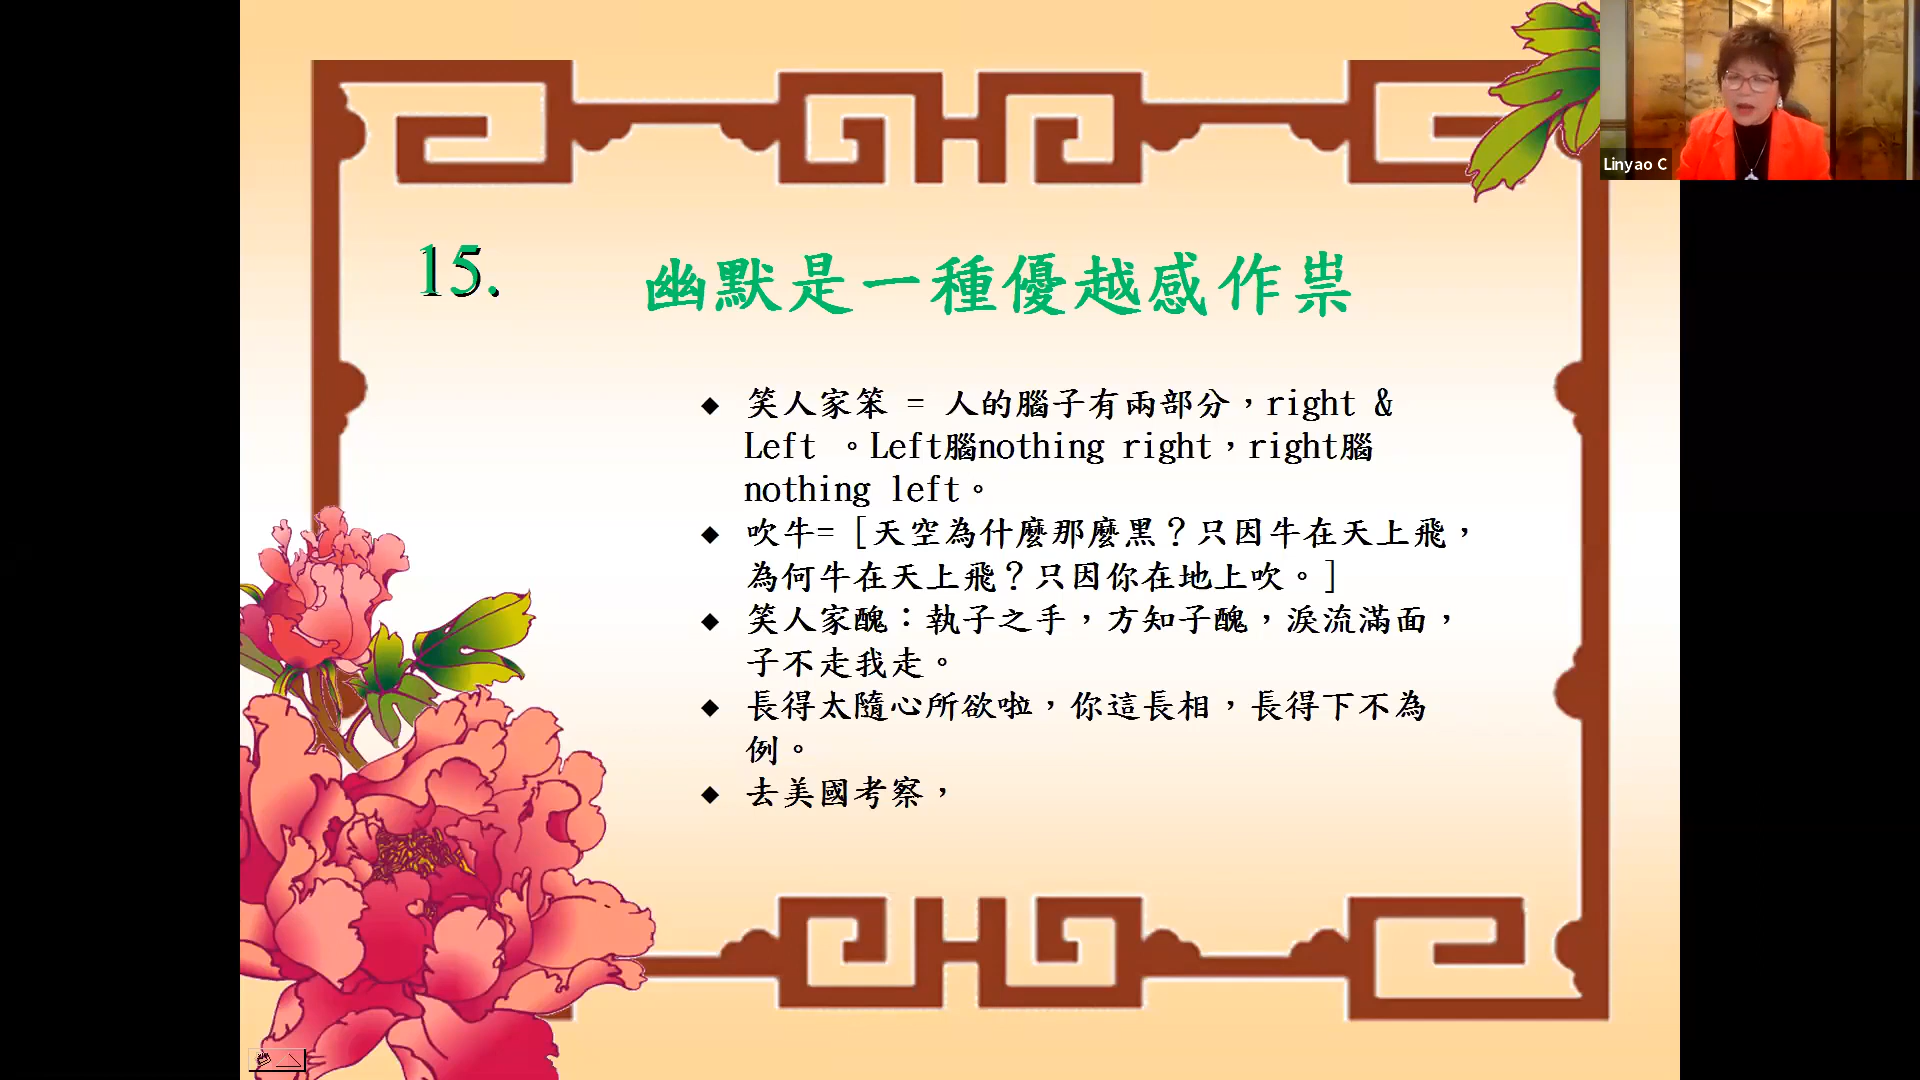 15. 幽默是一種優越感作祟
◆ 笑人家笨 = 人的腦子有兩部分，right &
Left 。Left腦nothing right，right腦
nothing left。
◆ 吹牛= [天空為什麼那麼黑？只因牛在天上飛，
為何牛在天上飛？只因你在地上吹。]
◆ 笑人家醜：執子之手，方知子醜，淚流滿面，
子不走我走。
◆ 長得太隨心所欲啦，你這長相，長得下不為
例。
◆ 去美國考察，
Linyao C